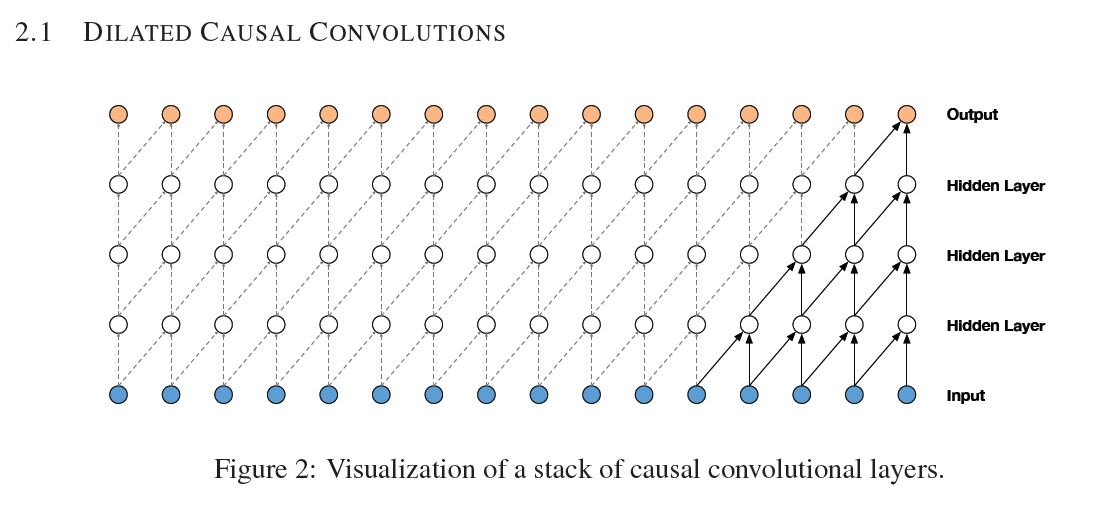 2.1 DILATED CAUSAL CONVOLUTIONS
Output
Hidden Layer
Hidden Layer
Hidden Layer
Input
Figure 2: Visualization of a stack of causal convolutional layers.